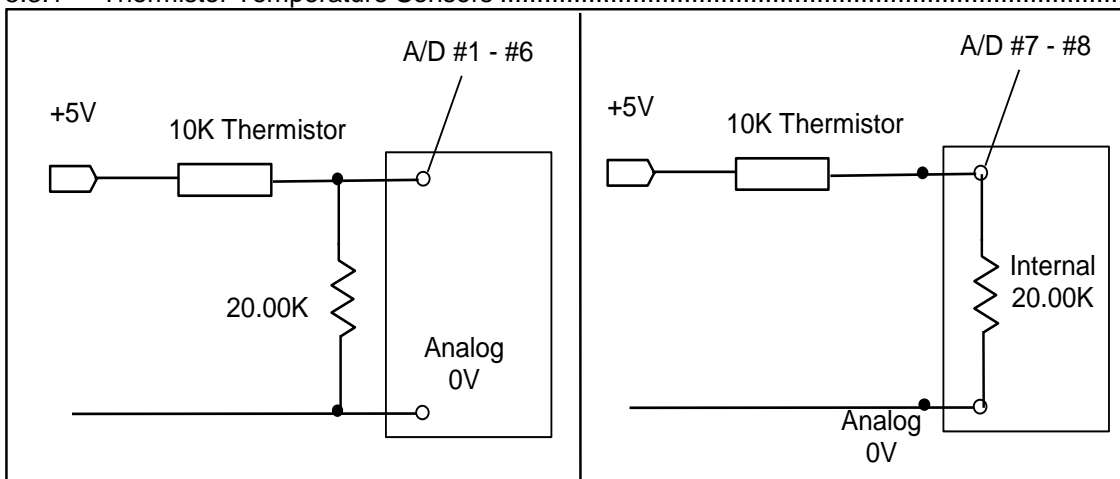 Thermistor Temperature Sensors
A/D #1 - #6
+5V
10K Thermistor
20.00K
Analog
0V
A/D #7 - #8
+5V
10K Thermistor
Internal
20.00K
Analog
0V